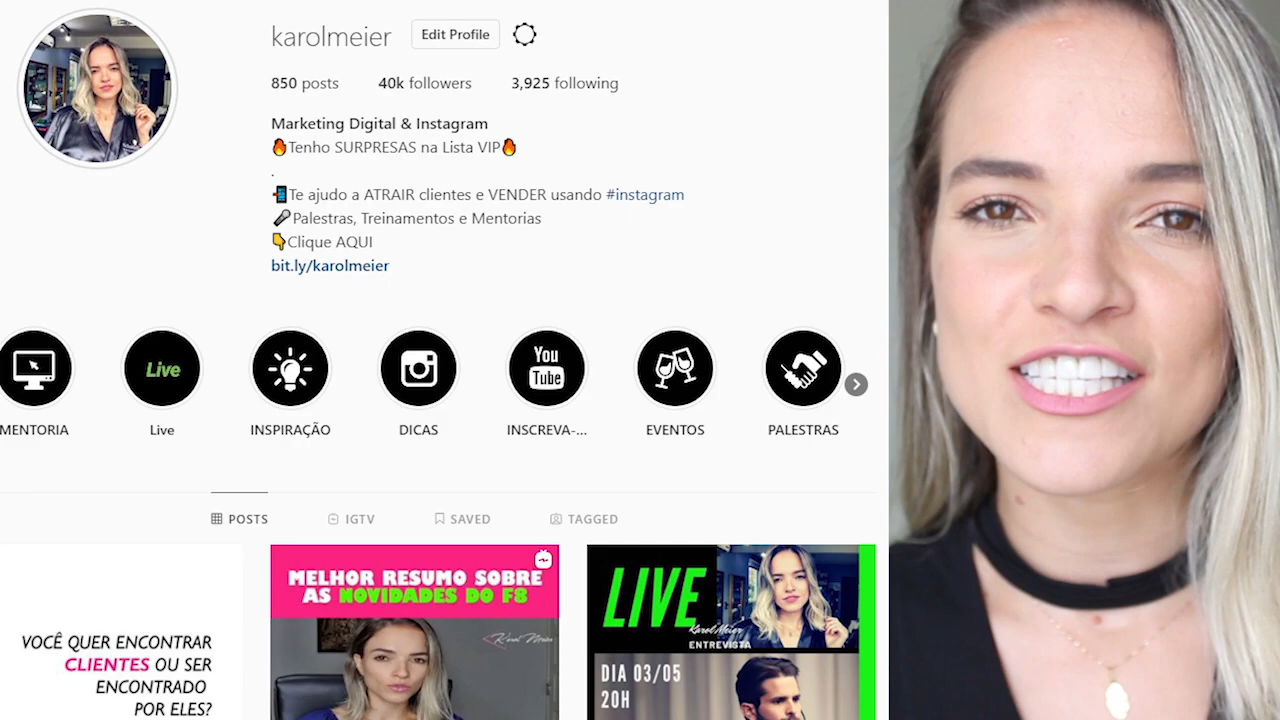 karolmeier Edit Profile
850 posts 40k followers 3,925 following
Marketing Digital & Instagram
🔥Tenho SURPRESAS na Lista VIP🔥
.
📲Te ajudo a ATRAIR clientes e VENDER usando #instagram
🎤Palestras, Treinamentos e Mentorias
👇Clique AQUI
bit.ly/karolmeier
Live
You
Tube
MENTORIA Live INSPIRAÇÃO DICAS INSCREVA-... EVENTOS PALESTRAS
POSTS IGTV SAVED TAGGED
VOCÊ QUER ENCONTRAR
CLIENTES OU SER
ENCONTRADO
POR ELES?
MELHOR RESUMO SOBRE
AS NOVIDADES DO F8
Karol Meier
LIVE
Karol Meier
ENTREVISTA
DIA 03/05
20H